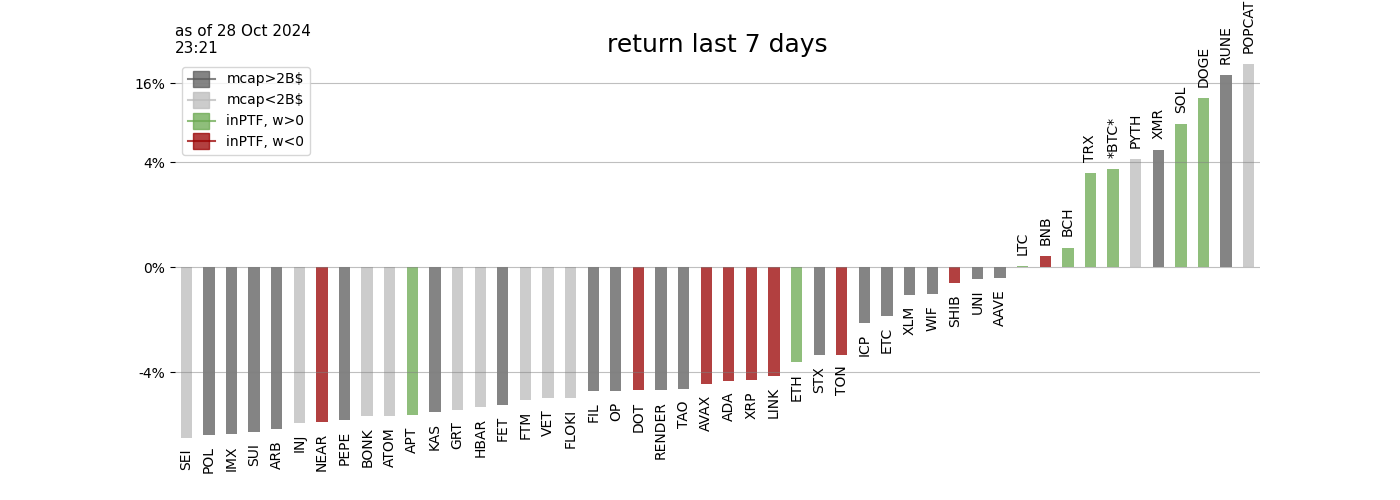 as of 28 Oct 2024
23:21
return last 7 days
mcap>2B$
mcap<2B$
inPTF, w>0
inPTF, w<0
16%
4%
0%
-4%
SEI
POL
IMX
SUI
ARB
INJ
NEAR
PEPE
BONK
ATOM
APT
KAS
GRT
HBAR
FET
FTM
VET
FLOKI
FIL
OP
DOT
RENDER
TAO
AVAX
ADA
XRP
LINK
ETH
STX
TON
ICP
ETC
XLM
WIF
SHIB
UNI
AAVE
LTC
BNB
BCH
TRX
*BTC*
PYTH
XMR
SOL
DOGE
RUNE
POPCAT